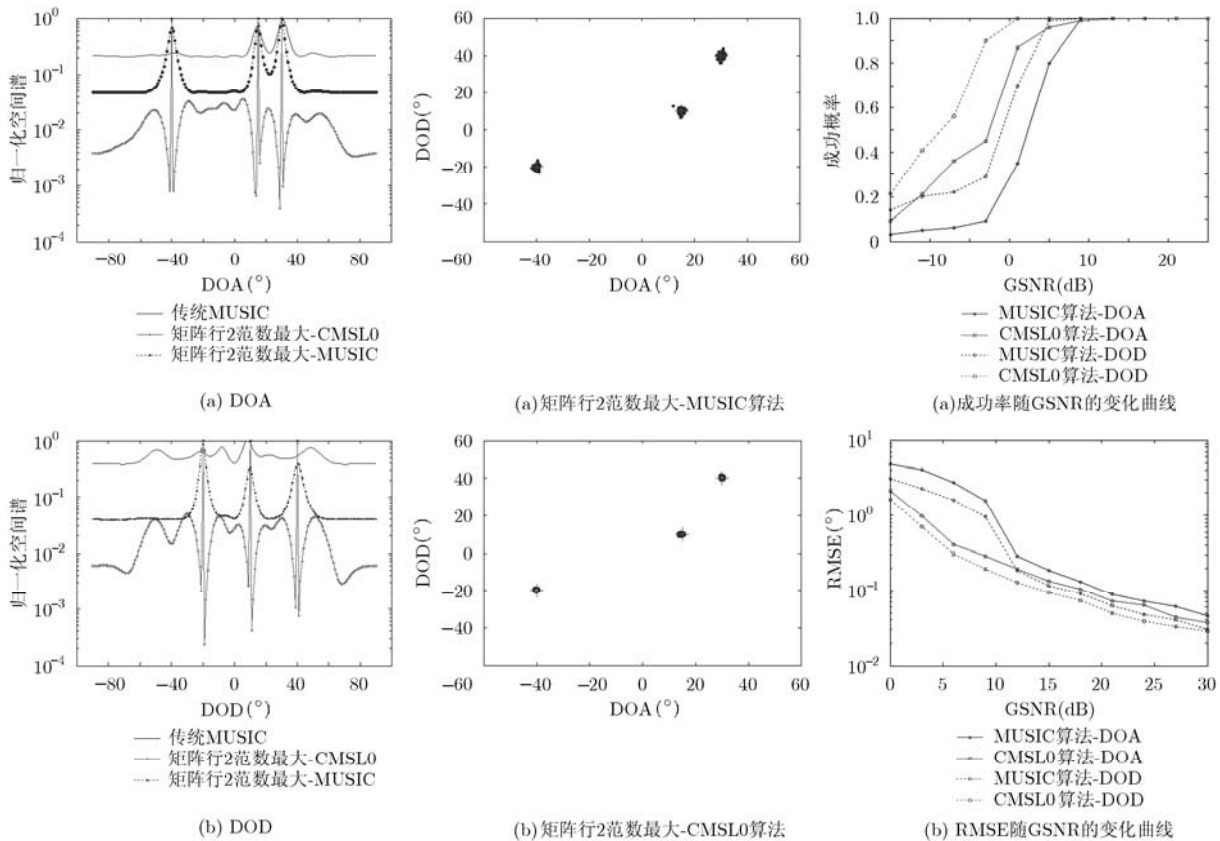 10⁰
10⁻¹
10⁻²
10⁻³
10⁻⁴
归一化空间谱
−80 −40 0 40 80
DOA(°)
传统MUSIC
矩阵行2范数最大-CMSL0
矩阵行2范数最大-MUSIC
(a) DOA
60
40
20
0
−20
−40
−60
DOD(°)
−40 −20 0 20 40 60
DOA(°)
(a)矩阵行2范数最大-MUSIC算法
1.0
0.8
0.6
0.4
0.2
0
成功概率
−10 0 10 20
GSNR(dB)
MUSIC算法-DOA
CMSL0算法-DOA
MUSIC算法-DOD
CMSL0算法-DOD
(a)成功率随GSNR的变化曲线
10⁰
10⁻¹
10⁻²
10⁻³
10⁻⁴
归一化空间谱
−80 −40 0 40 80
DOD(°)
传统MUSIC
矩阵行2范数最大-CMSL0
矩阵行2范数最大-MUSIC
(b) DOD
60
40
20
0
−20
−40
−60
DOD(°)
−40 −20 0 20 40 60
DOA(°)
(b)矩阵行2范数最大-CMSL0算法
10¹
10⁰
10⁻¹
10⁻²
RMSE(°)
0 5 10 15 20 25 30
GSNR(dB)
MUSIC算法-DOA
CMSL0算法-DOA
MUSIC算法-DOD
CMSL0算法-DOD
(b) RMSE随GSNR的变化曲线